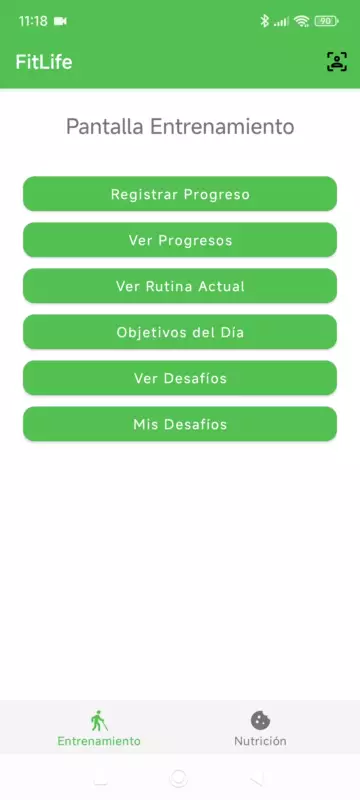 11:18
90
FitLife
Pantalla Entrenamiento
Registrar Progreso
Ver Progresos
Ver Rutina Actual
Objetivos del Día
Ver Desafíos
Mis Desafíos
Entrenamiento
Nutrición